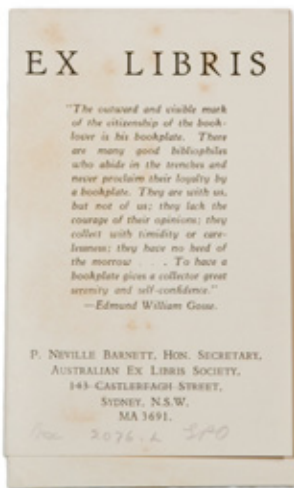 EX LIBRIS
"The outward and visible mark
of the citizenship of the book-
lover is his bookplate. There
are many good bibliophiles
who abide in the trenches and
never proclaim their loyalty by
a bookplate. They are with us,
but not of us; they lack the
courage of their opinions; they
collect with timidity or care-
lessness; they have no heed of
the morrow . . . . To have a
bookplate gives a collector great
serenity and self-confidence."
—Edmund William Gosse.
P. NEVILLE BARNETT, HON. SECRETARY,
AUSTRALIAN EX LIBRIS SOCIETY,
143 CASTLEREAGH STREET,
SYDNEY, N.S.W.
MA 3691.
2076.L